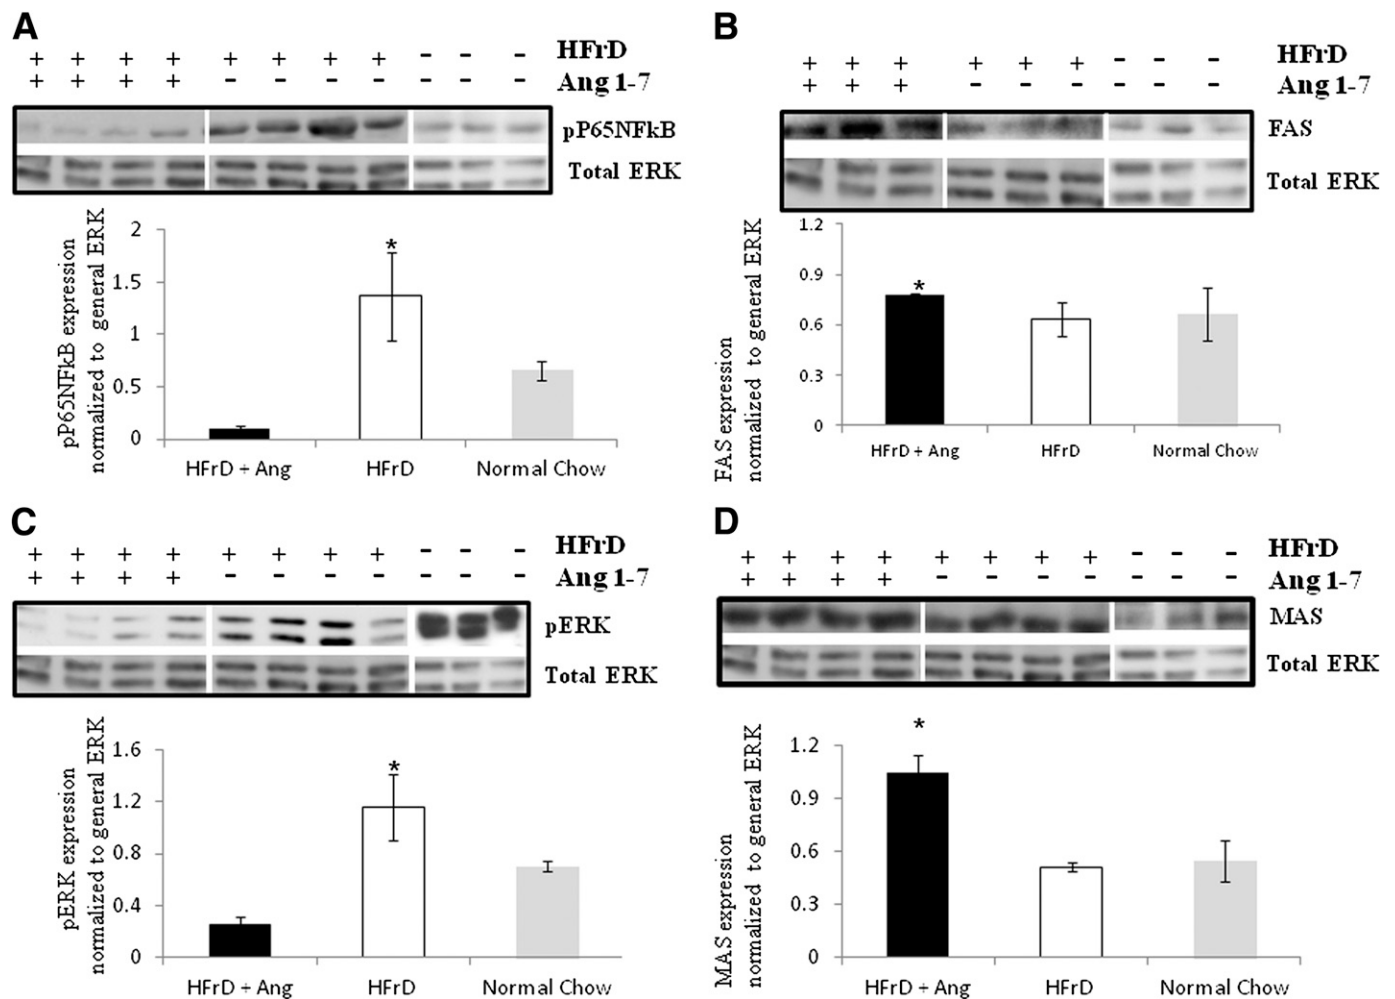 A
+ + + + + + + + - - - HFrD
+ + + + - - - - - - - Ang 1-7
pP65NFkB
Total ERK
pP65NFkB expression
normalized to general ERK
2
1.5
1
0.5
0
*
HFrD + Ang
HFrD
Normal Chow
B
+ + + + + + - - - HFrD
+ + + - - - - - - Ang 1-7
FAS
Total ERK
FAS expression
normalized to general ERK
1.2
0.9
0.6
0.3
0
*
HFrD + Ang
HFrD
Normal Chow
C
+ + + + + + + + - - - HFrD
+ + + + - - - - - - - Ang 1-7
pERK
Total ERK
pERK expression
normalized to general ERK
1.6
1.2
0.8
0.4
0
*
HFrD + Ang
HFrD
Normal Chow
D
+ + + + + + + + - - - HFrD
+ + + + - - - - - - - Ang 1-7
MAS
Total ERK
MAS expression
normalized to general ERK
1.2
0.9
0.6
0.3
0
*
HFrD + Ang
HFrD
Normal Chow